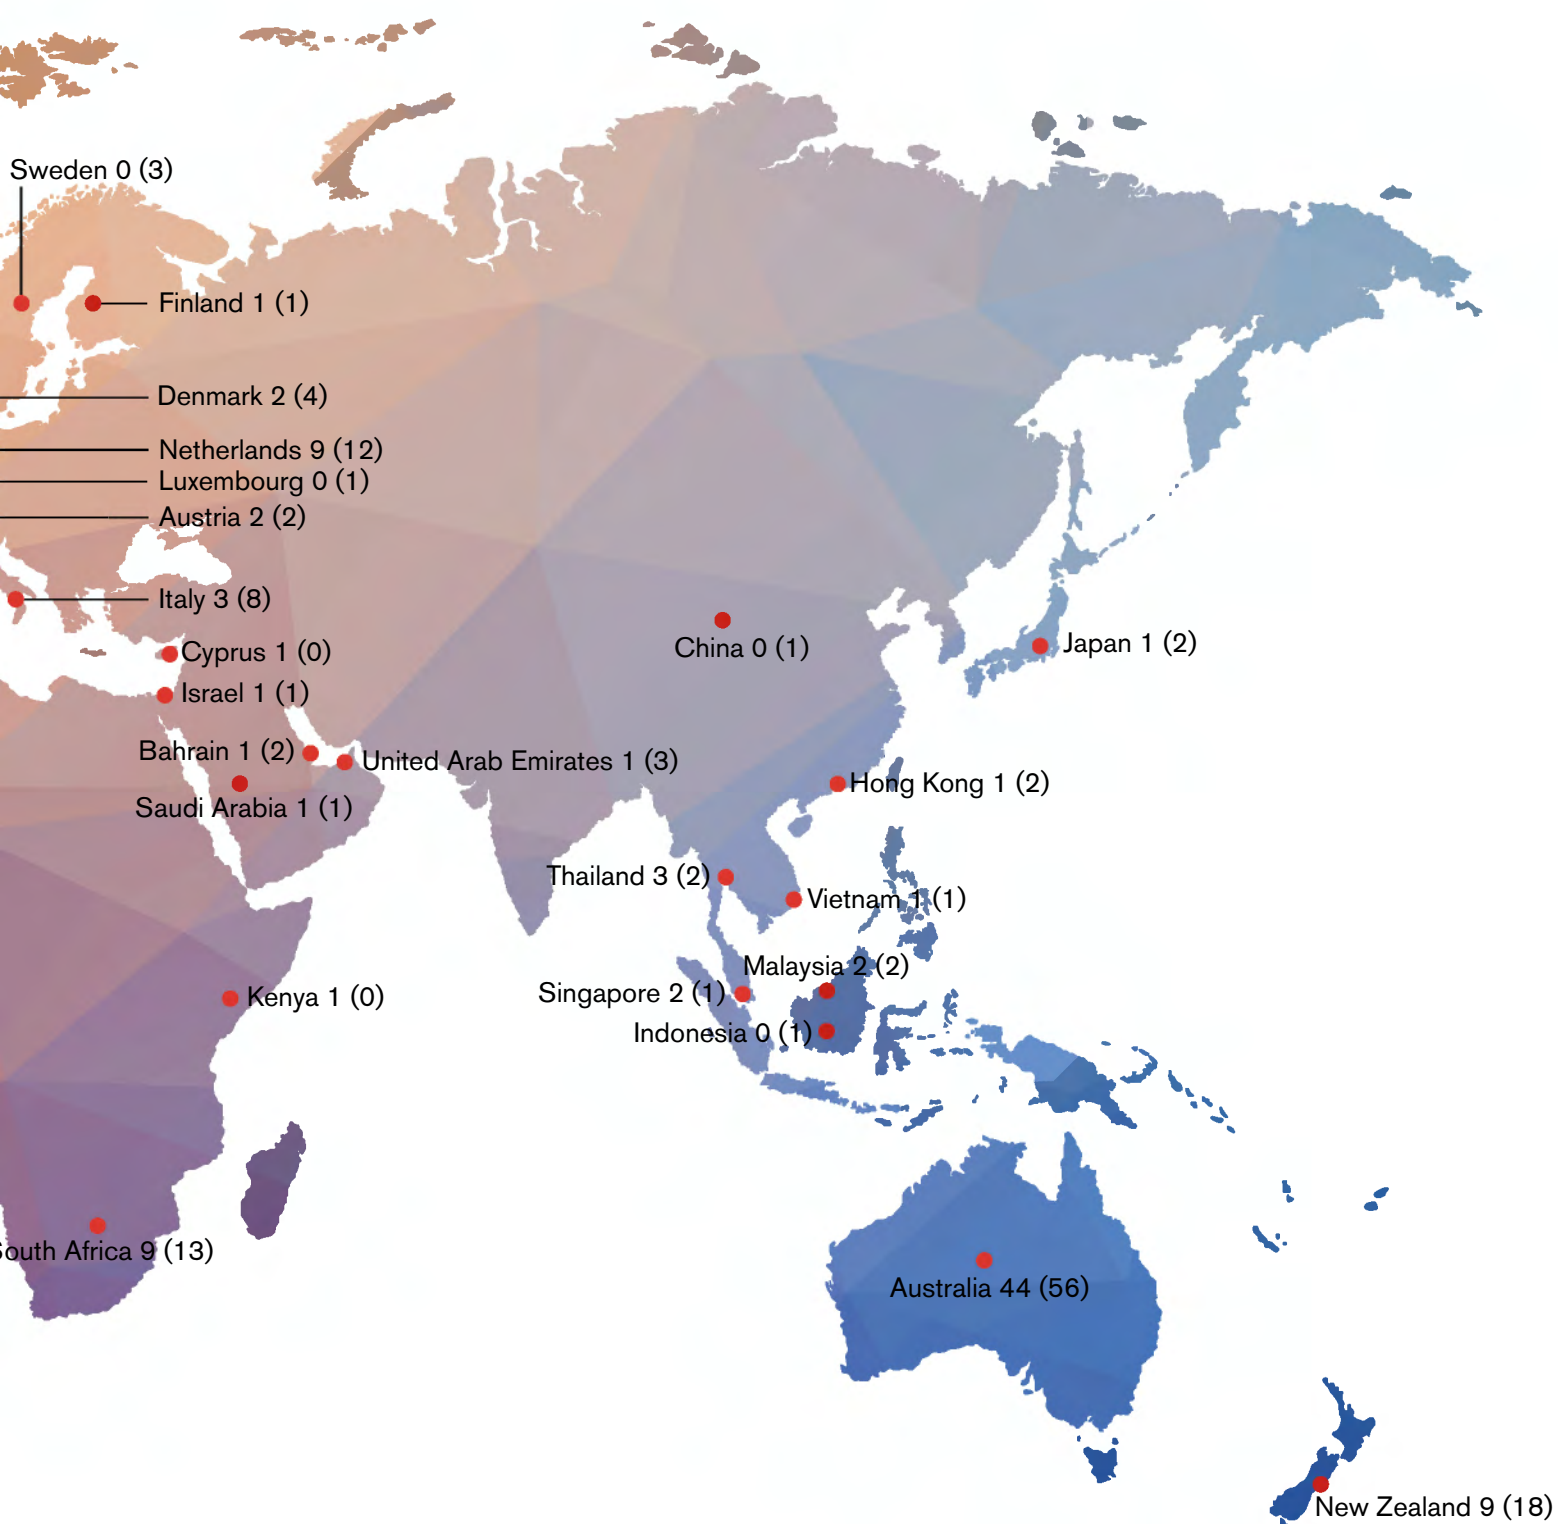 Sweden 0 (3)
Finland 1 (1)
Denmark 2 (4)
Netherlands 9 (12)
Luxembourg 0 (1)
Austria 2 (2)
Italy 3 (8)
Cyprus 1 (0)
China 0 (1)
Japan 1 (2)
Israel 1 (1)
Bahrain 1 (2)
United Arab Emirates 1 (3)
Saudi Arabia 1 (1)
Hong Kong 1 (2)
Thailand 3 (2)
Vietnam 1 (1)
Malaysia 2 (2)
Singapore 2 (1)
Kenya 1 (0)
Indonesia 0 (1)
South Africa 9 (13)
Australia 44 (56)
New Zealand 9 (18)